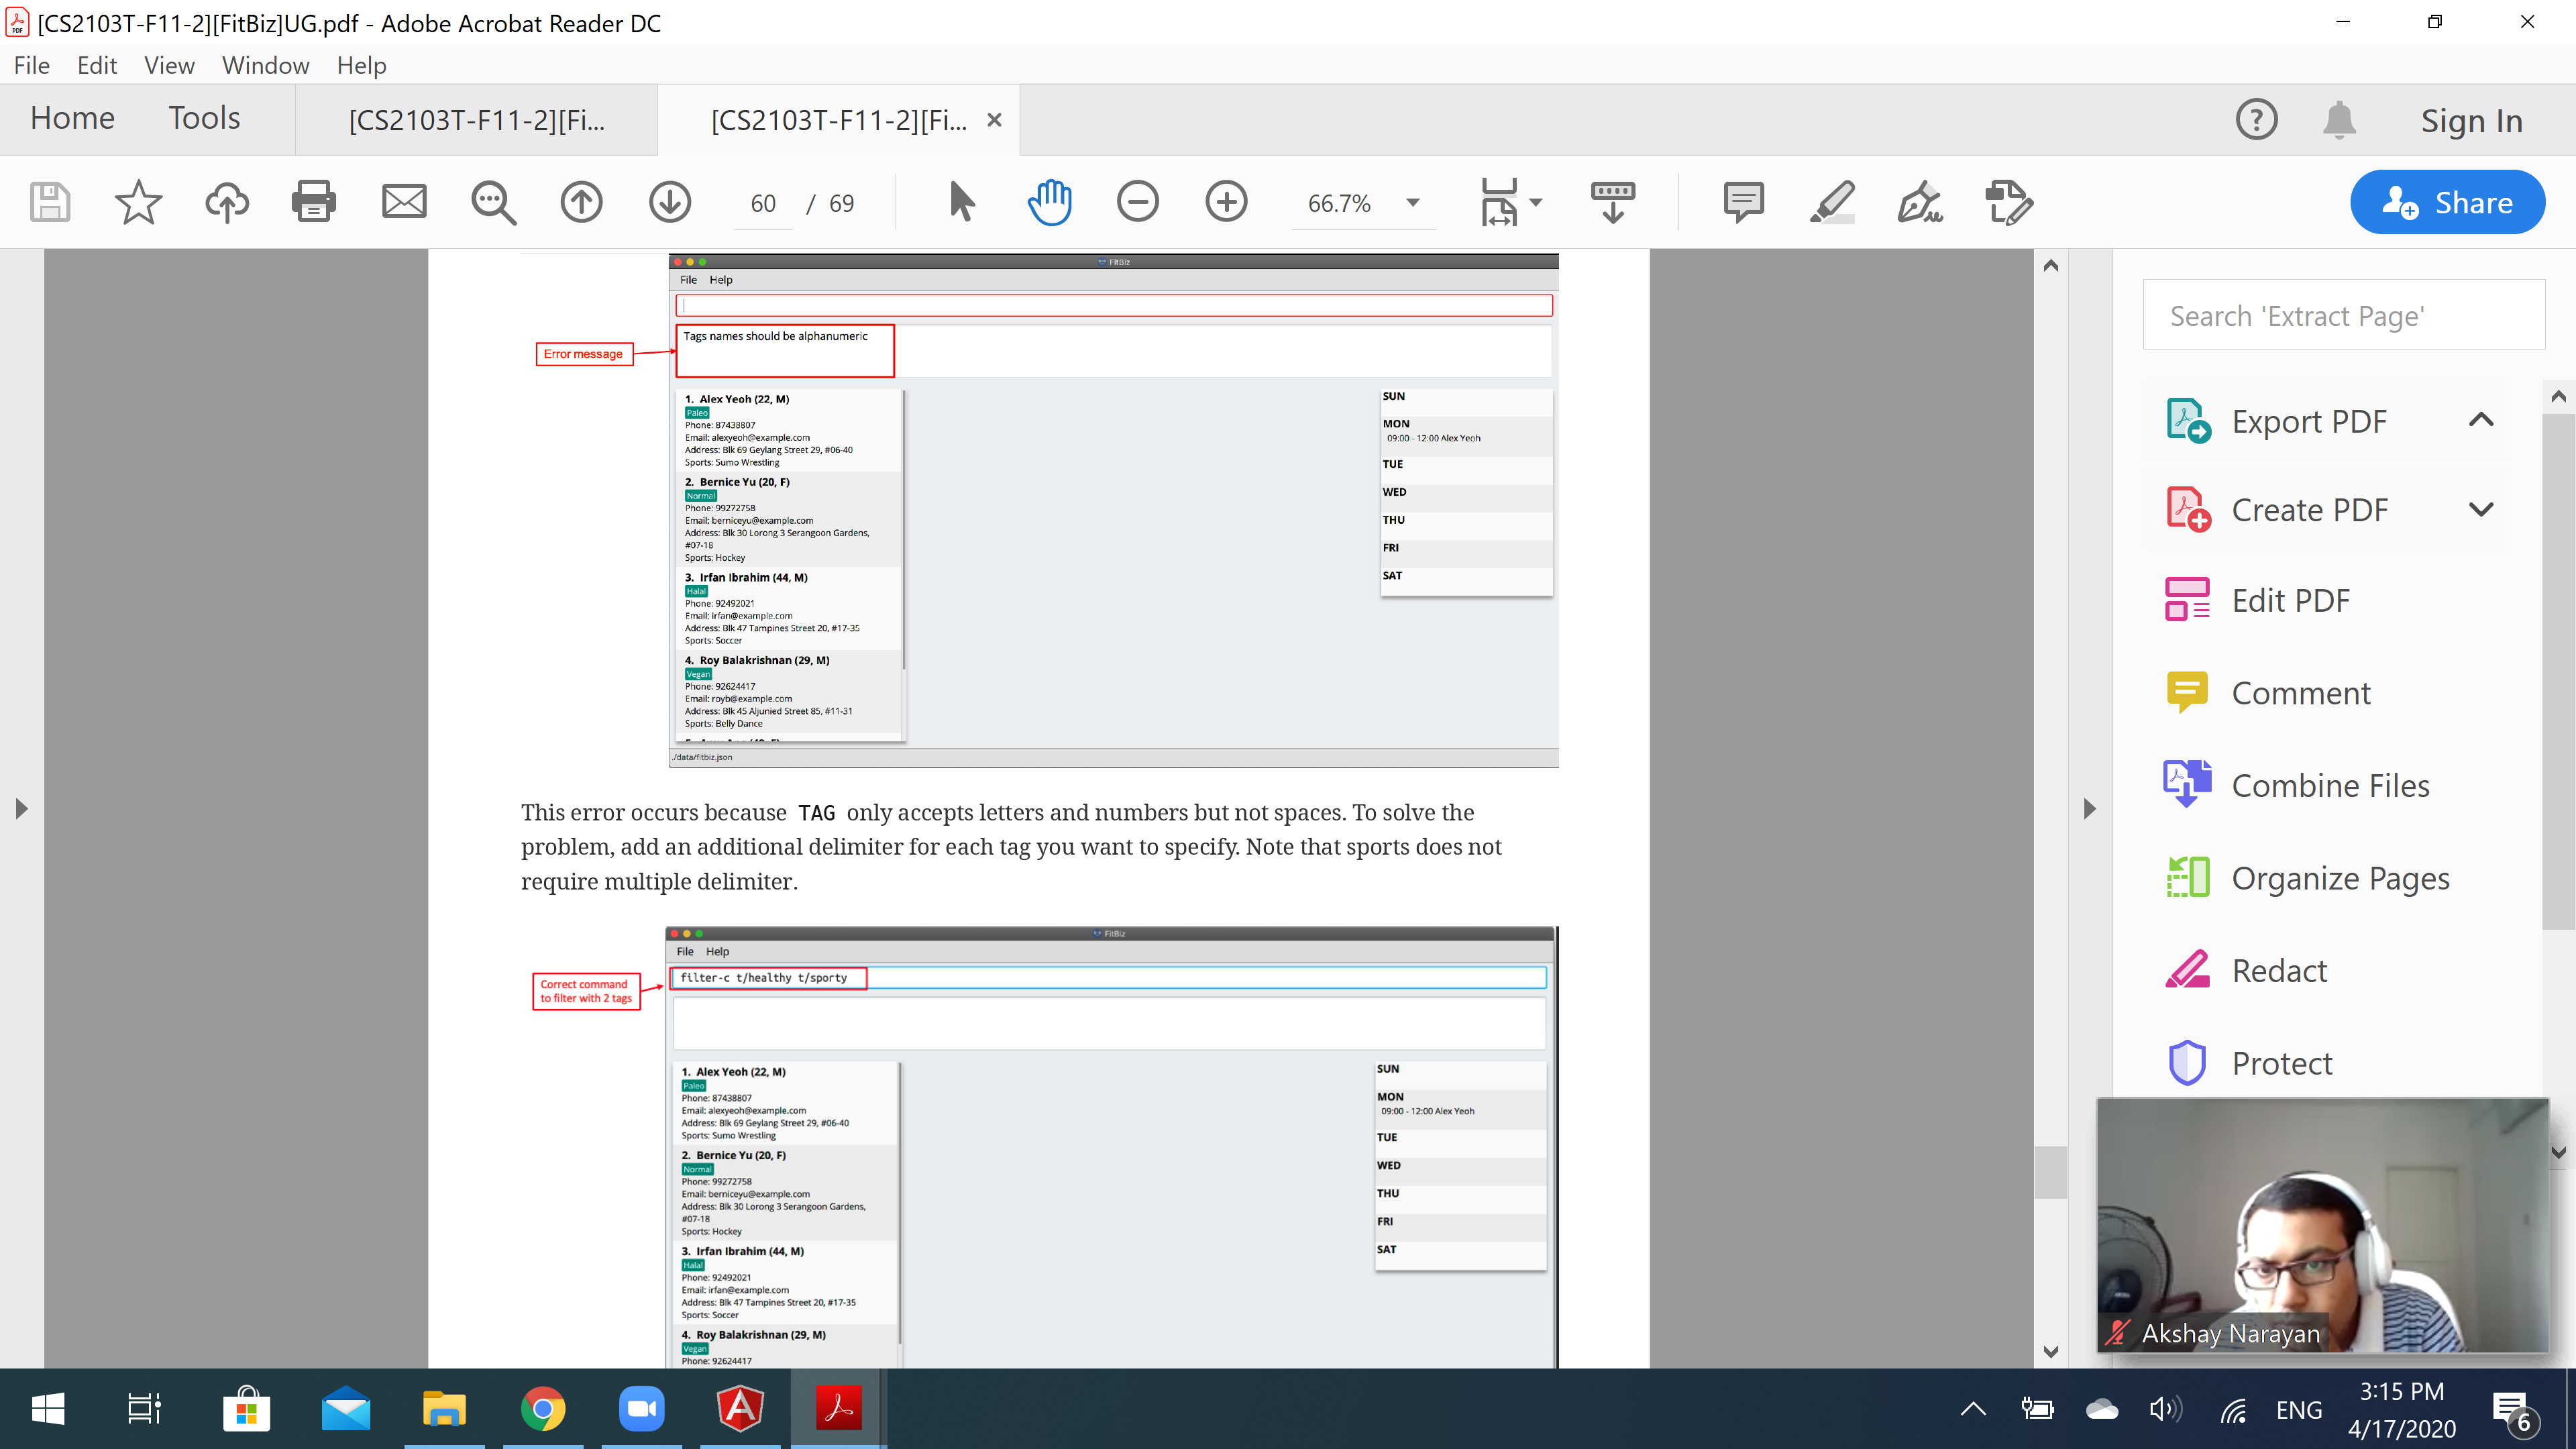 [CS2103T-F11-2][FitBiz]UG.pdf - Adobe Acrobat Reader DC
File Edit View Window Help
Home Tools [CS2103T-F11-2][Fi... [CS2103T-F11-2][Fi... Sign In
60 / 69 66.7% Share
FitBiz
File Help
Tags names should be alphanumeric
Error message
1. Alex Yeoh (22, M)
Paleo
Phone: 87438807
Email: alexyeoh@example.com
Address: Blk 69 Geylang Street 29, #06-40
Sports: Sumo Wrestling
2. Bernice Yu (20, F)
Normal
Phone: 99272758
Email: berniceyu@example.com
Address: Blk 30 Lorong 3 Serangoon Gardens,
#07-18
Sports: Hockey
3. Irfan Ibrahim (44, M)
Halal
Phone: 92492021
Email: irfan@example.com
Address: Blk 47 Tampines Street 20, #17-35
Sports: Soccer
4. Roy Balakrishnan (29, M)
Vegan
Phone: 92624417
Email: royb@example.com
Address: Blk 45 Aljunied Street 85, #11-31
Sports: Belly Dance
SUN
MON
09:00 - 12:00 Alex Yeoh
TUE
WED
THU
FRI
SAT
./data/fitbiz.json
This error occurs because TAG only accepts letters and numbers but not spaces. To solve the
problem, add an additional delimiter for each tag you want to specify. Note that sports does not
require multiple delimiter.
FitBiz
File Help
filter-c t/healthy t/sporty
Correct command
to filter with 2 tags
1. Alex Yeoh (22, M)
Paleo
Phone: 87438807
Email: alexyeoh@example.com
Address: Blk 69 Geylang Street 29, #06-40
Sports: Sumo Wrestling
2. Bernice Yu (20, F)
Normal
Phone: 99272758
Email: berniceyu@example.com
Address: Blk 30 Lorong 3 Serangoon Gardens,
#07-18
Sports: Hockey
3. Irfan Ibrahim (44, M)
Halal
Phone: 92492021
Email: irfan@example.com
Address: Blk 47 Tampines Street 20, #17-35
Sports: Soccer
4. Roy Balakrishnan (29, M)
Vegan
Phone: 92624417
SUN
MON
09:00 - 12:00 Alex Yeoh
TUE
WED
THU
FRI
SAT
Search 'Extract Page'
Export PDF
Create PDF
Edit PDF
Comment
Combine Files
Organize Pages
Redact
Protect
Akshay Narayan
ENG
3:15 PM
4/17/2020
6